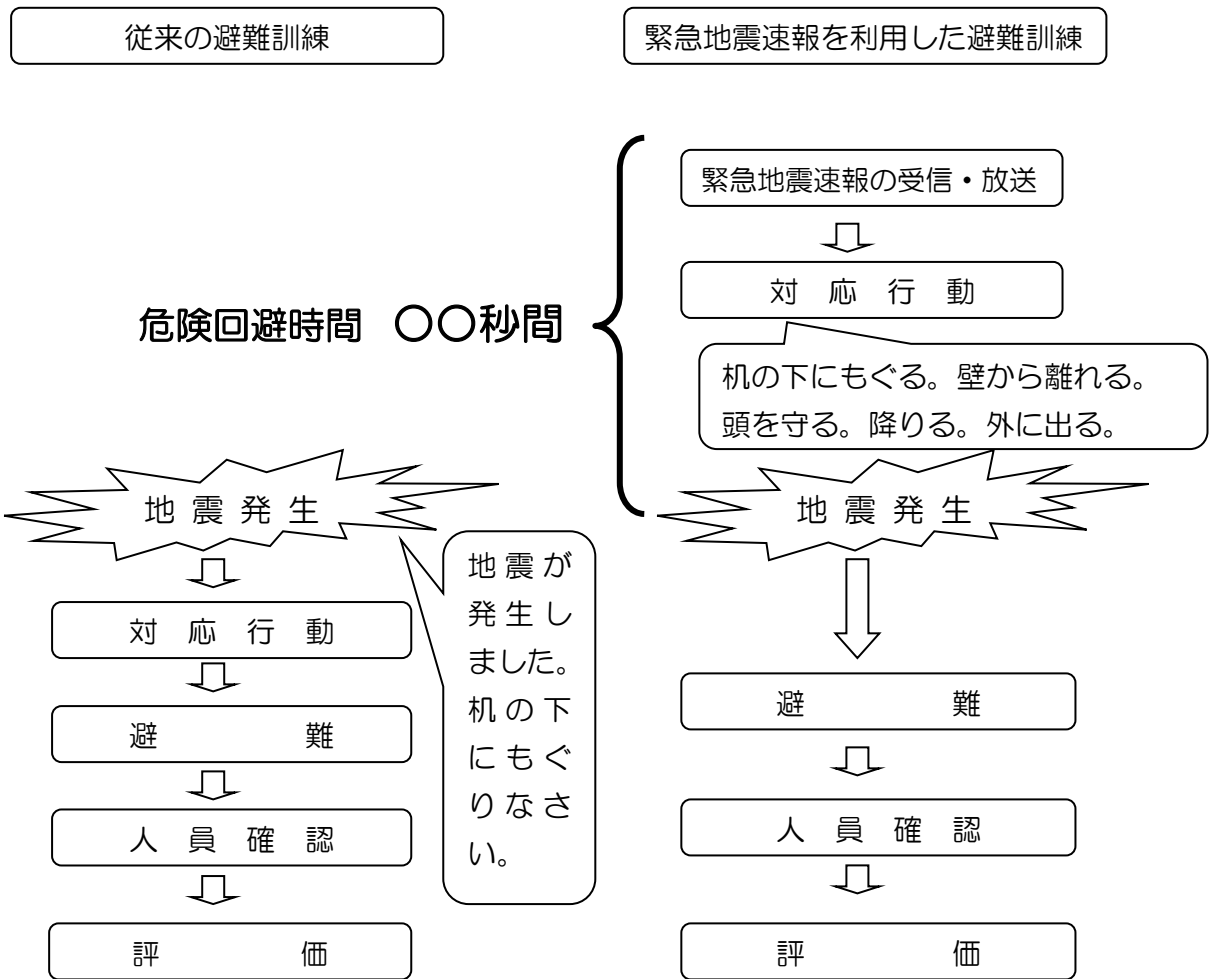 従来の避難訓練
緊急地震速報を利用した避難訓練
緊急地震速報の受信・放送
対応行動
危険回避時間 〇〇秒間
机の下にもぐる。壁から離れる。
頭を守る。降りる。外に出る。
地震発生
地震発生
地震が
発生し
ました。
机の下
にもぐ
りなさ
い。
対応行動
避難
避難
人員確認
人員確認
評価
評価